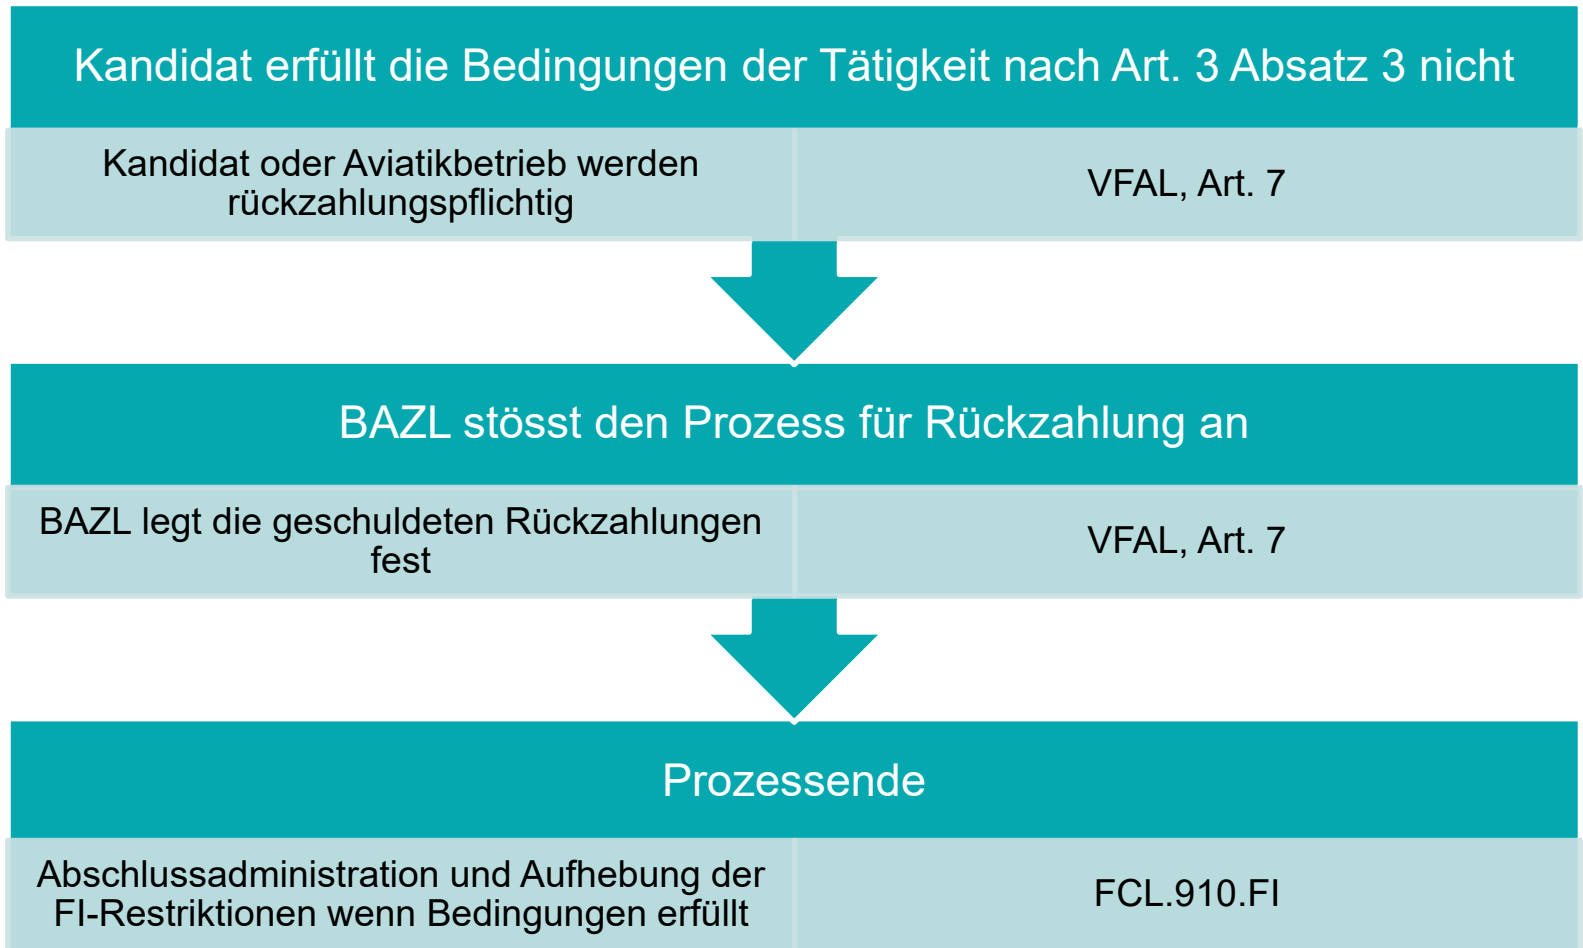 Kandidat erfüllt die Bedingungen der Tätigkeit nach Art. 3 Absatz 3 nicht
Kandidat oder Aviatikbetrieb werden
rückzahlungspflichtig
VFAL, Art. 7
BAZL stösst den Prozess für Rückzahlung an
BAZL legt die geschuldeten Rückzahlungen
fest
VFAL, Art. 7
Prozessende
Abschlussadministration und Aufhebung der
FI-Restriktionen wenn Bedingungen erfüllt
FCL.910.FI